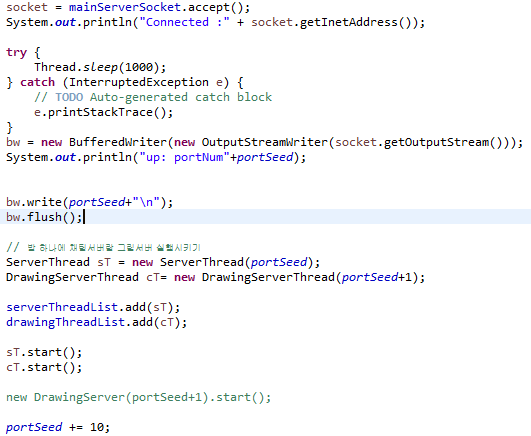 socket = mainServerSocket.accept();
System.out.println("Connected :" + socket.getInetAddress());
try {
Thread.sleep(1000);
} catch (InterruptedException e) {
// TODO Auto-generated catch block
e.printStackTrace();
}
bw = new BufferedWriter(new OutputStreamWriter(socket.getOutputStream()));
System.out.println("up: portNum"+portSeed);
bw.write(portSeed+"\n");
bw.flush();
// 방 하나에 채팅서버랑 그림서버 실행시키기
ServerThread sT = new ServerThread(portSeed);
DrawingServerThread cT= new DrawingServerThread(portSeed+1);
serverThreadList.add(sT);
drawingThreadList.add(cT);
sT.start();
cT.start();
new DrawingServer(portSeed+1).start();
portSeed += 10;